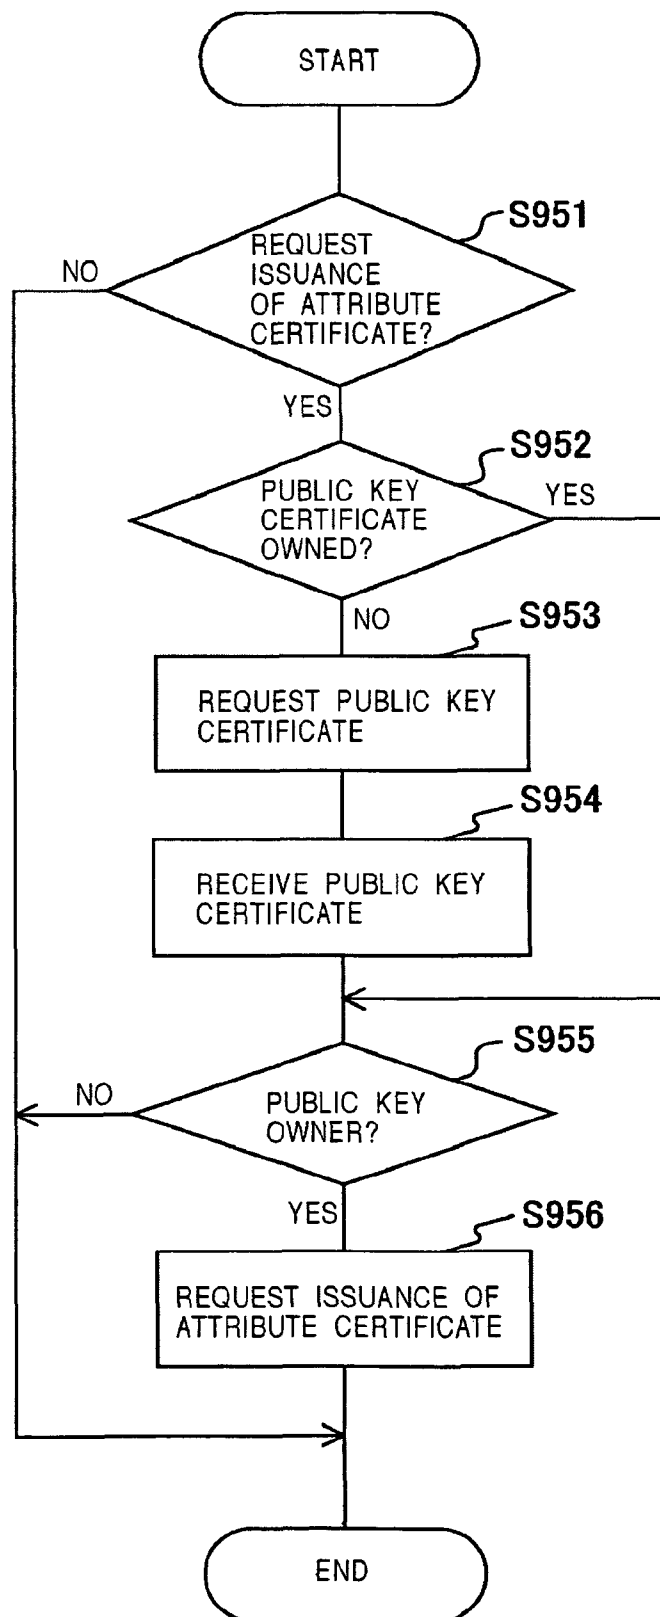 START
S951
REQUEST
ISSUANCE
OF ATTRIBUTE
CERTIFICATE?
NO
YES
S952
PUBLIC KEY
CERTIFICATE
OWNED?
YES
NO
S953
REQUEST PUBLIC KEY
CERTIFICATE
S954
RECEIVE PUBLIC KEY
CERTIFICATE
S955
NO
PUBLIC KEY
OWNER?
YES
S956
REQUEST ISSUANCE OF
ATTRIBUTE CERTIFICATE
END